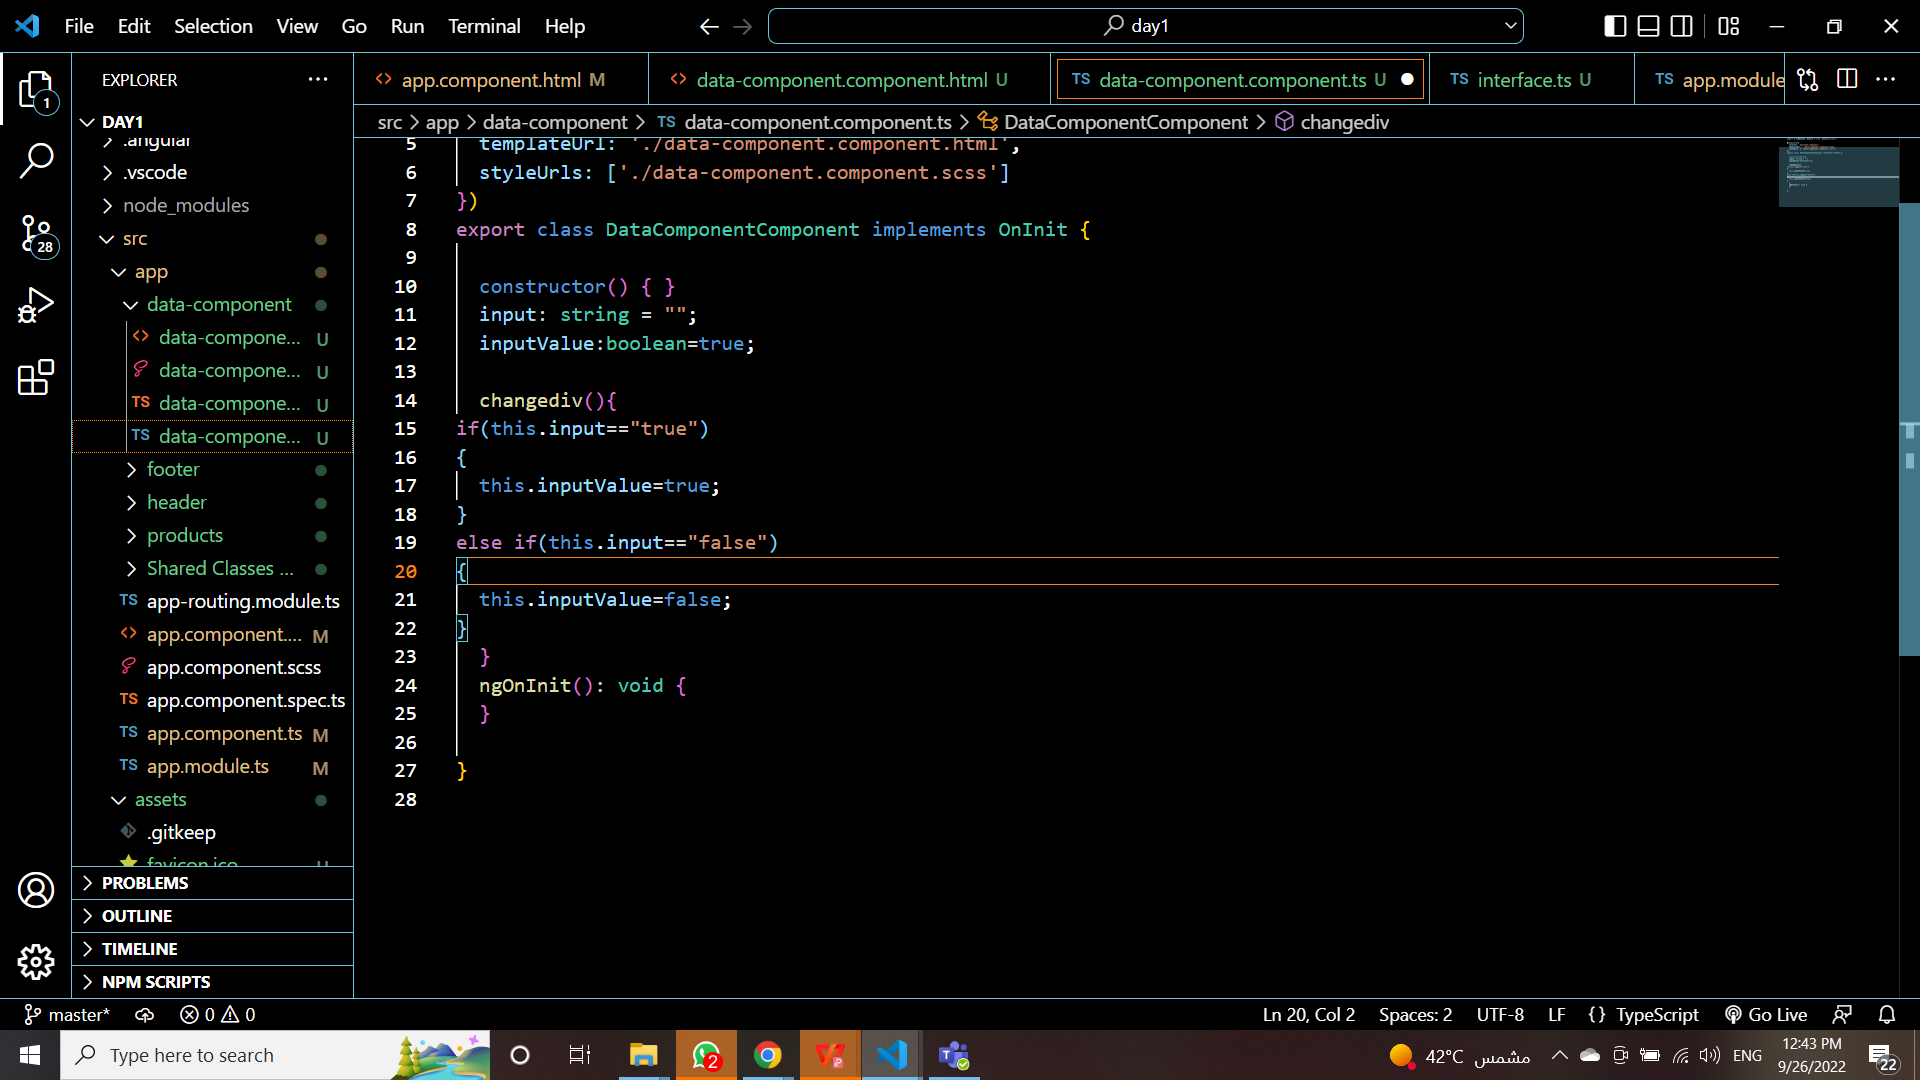 File Edit Selection View Go Run Terminal Help
day1
EXPLORER
app.component.html M
data-component.component.html U
TS data-component.component.ts U
TS interface.ts U
TS app.module
src > app > data-component > TS data-component.component.ts > DataComponentComponent > changediv
DAY1
.angular
.vscode
node_modules
src
app
data-component
data-compone... U
data-compone... U
TS data-compone... U
TS data-compone... U
footer
header
products
Shared Classes ...
TS app-routing.module.ts
app.component.... M
app.component.scss
TS app.component.spec.ts
TS app.component.ts M
TS app.module.ts M
assets
.gitkeep
favicon.ico U
PROBLEMS
OUTLINE
TIMELINE
NPM SCRIPTS
1
28
5 templateUrl: './data-component.component.html',
6 styleUrls: ['./data-component.component.scss']
7 })
8 export class DataComponentComponent implements OnInit {
9
10 constructor() { }
11 input: string = "";
12 inputValue:boolean=true;
13
14 changediv(){
15 if(this.input=="true")
16 {
17 this.inputValue=true;
18 }
19 else if(this.input=="false")
20 {
21 this.inputValue=false;
22 }
23 }
24 ngOnInit(): void {
25 }
26
27 }
28
master* 0 0
Ln 20, Col 2 Spaces: 2 UTF-8 LF {} TypeScript Go Live
Type here to search
2
42°C مشمس
ENG
12:43 PM
9/26/2022
22